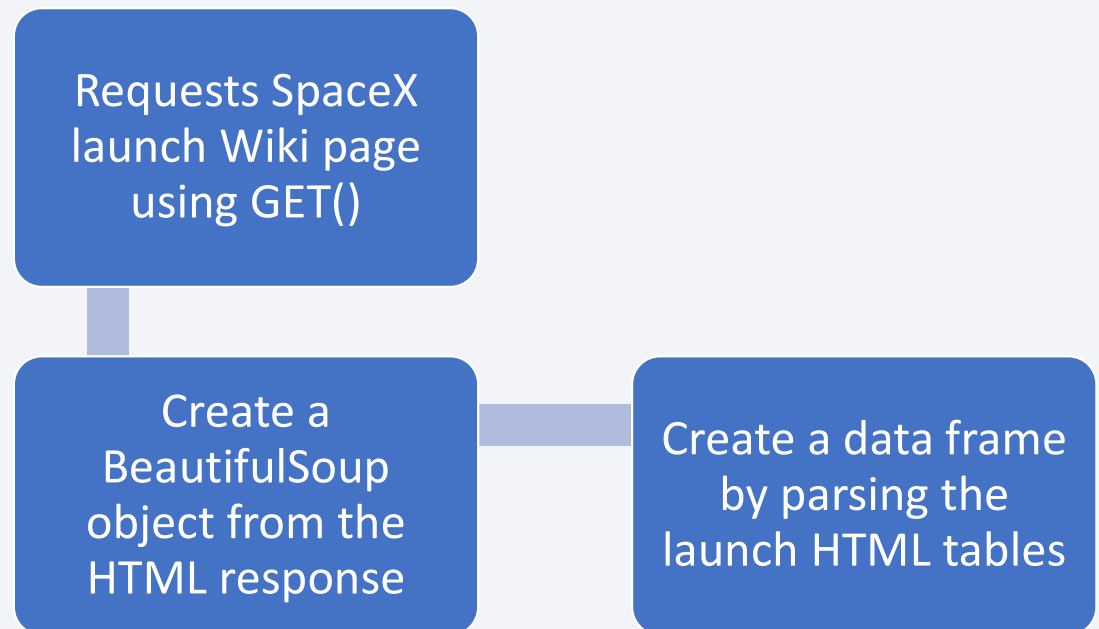 Requests SpaceX
launch Wiki page
using GET()
Create a
BeautifulSoup
object from the
HTML response
Create a data frame
by parsing the
launch HTML tables